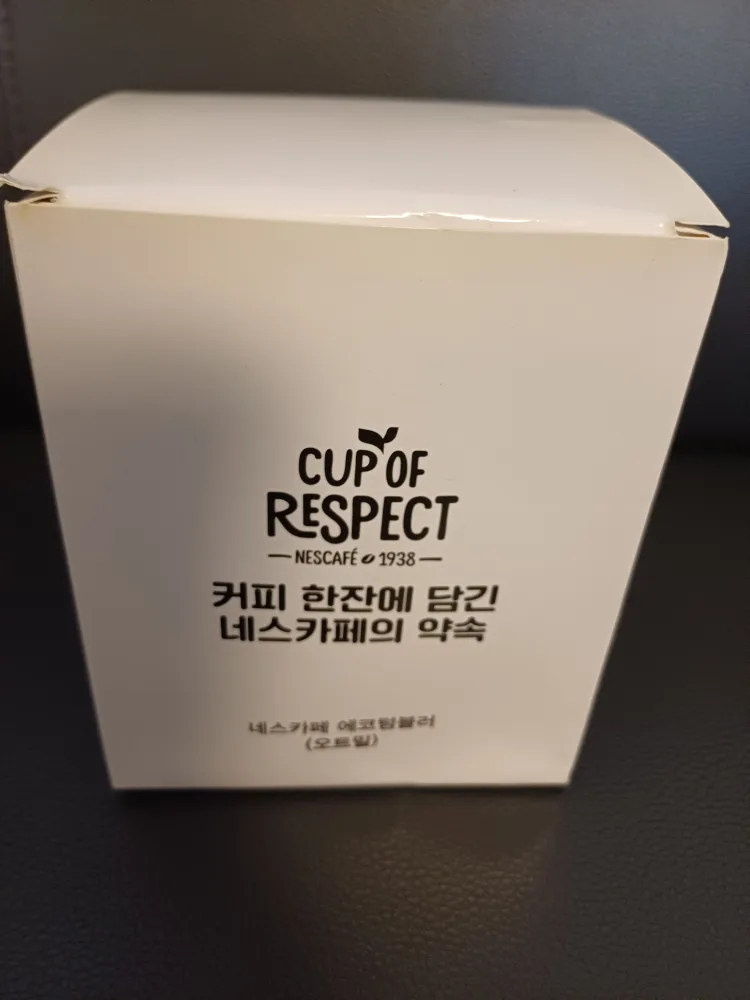 CUP OF
RESPECT
NESCAFÉ 1938
커피 한잔에 담긴
네스카페의 약속
네스카페 에코텀블러
(오트밀)